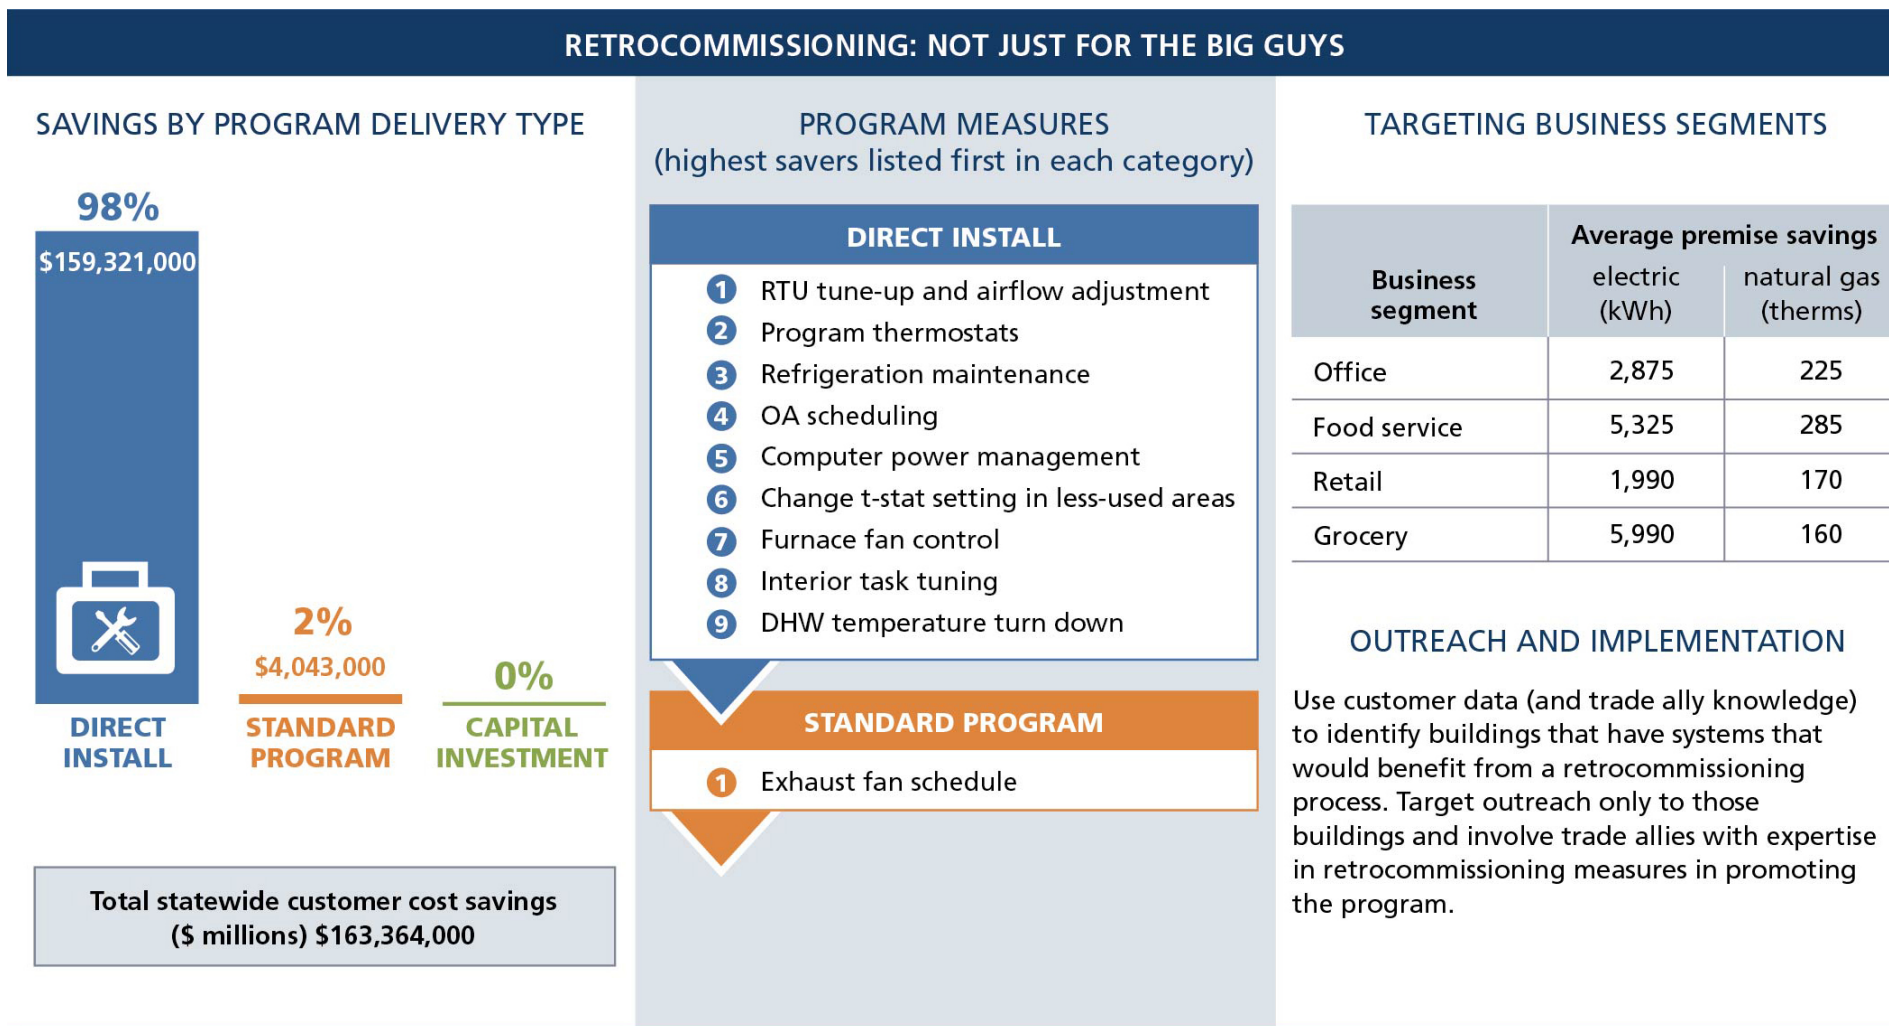 RETROCOMMISSIONING: NOT JUST FOR THE BIG GUYS
SAVINGS BY PROGRAM DELIVERY TYPE
98%
$159,321,000
2%
$4,043,000
0%
DIRECT
INSTALL
STANDARD
PROGRAM
CAPITAL
INVESTMENT
Total statewide customer cost savings
($ millions) $163,364,000
PROGRAM MEASURES
(highest savers listed first in each category)
DIRECT INSTALL
1 RTU tune-up and airflow adjustment
2 Program thermostats
3 Refrigeration maintenance
4 OA scheduling
5 Computer power management
6 Change t-stat setting in less-used areas
7 Furnace fan control
8 Interior task tuning
9 DHW temperature turn down
STANDARD PROGRAM
1 Exhaust fan schedule
TARGETING BUSINESS SEGMENTS
Average premise savings
Business
segment
electric
(kWh)
natural gas
(therms)
Office 2,875 225
Food service 5,325 285
Retail 1,990 170
Grocery 5,990 160
OUTREACH AND IMPLEMENTATION
Use customer data (and trade ally knowledge)
to identify buildings that have systems that
would benefit from a retrocommissioning
process. Target outreach only to those
buildings and involve trade allies with expertise
in retrocommissioning measures in promoting
the program.